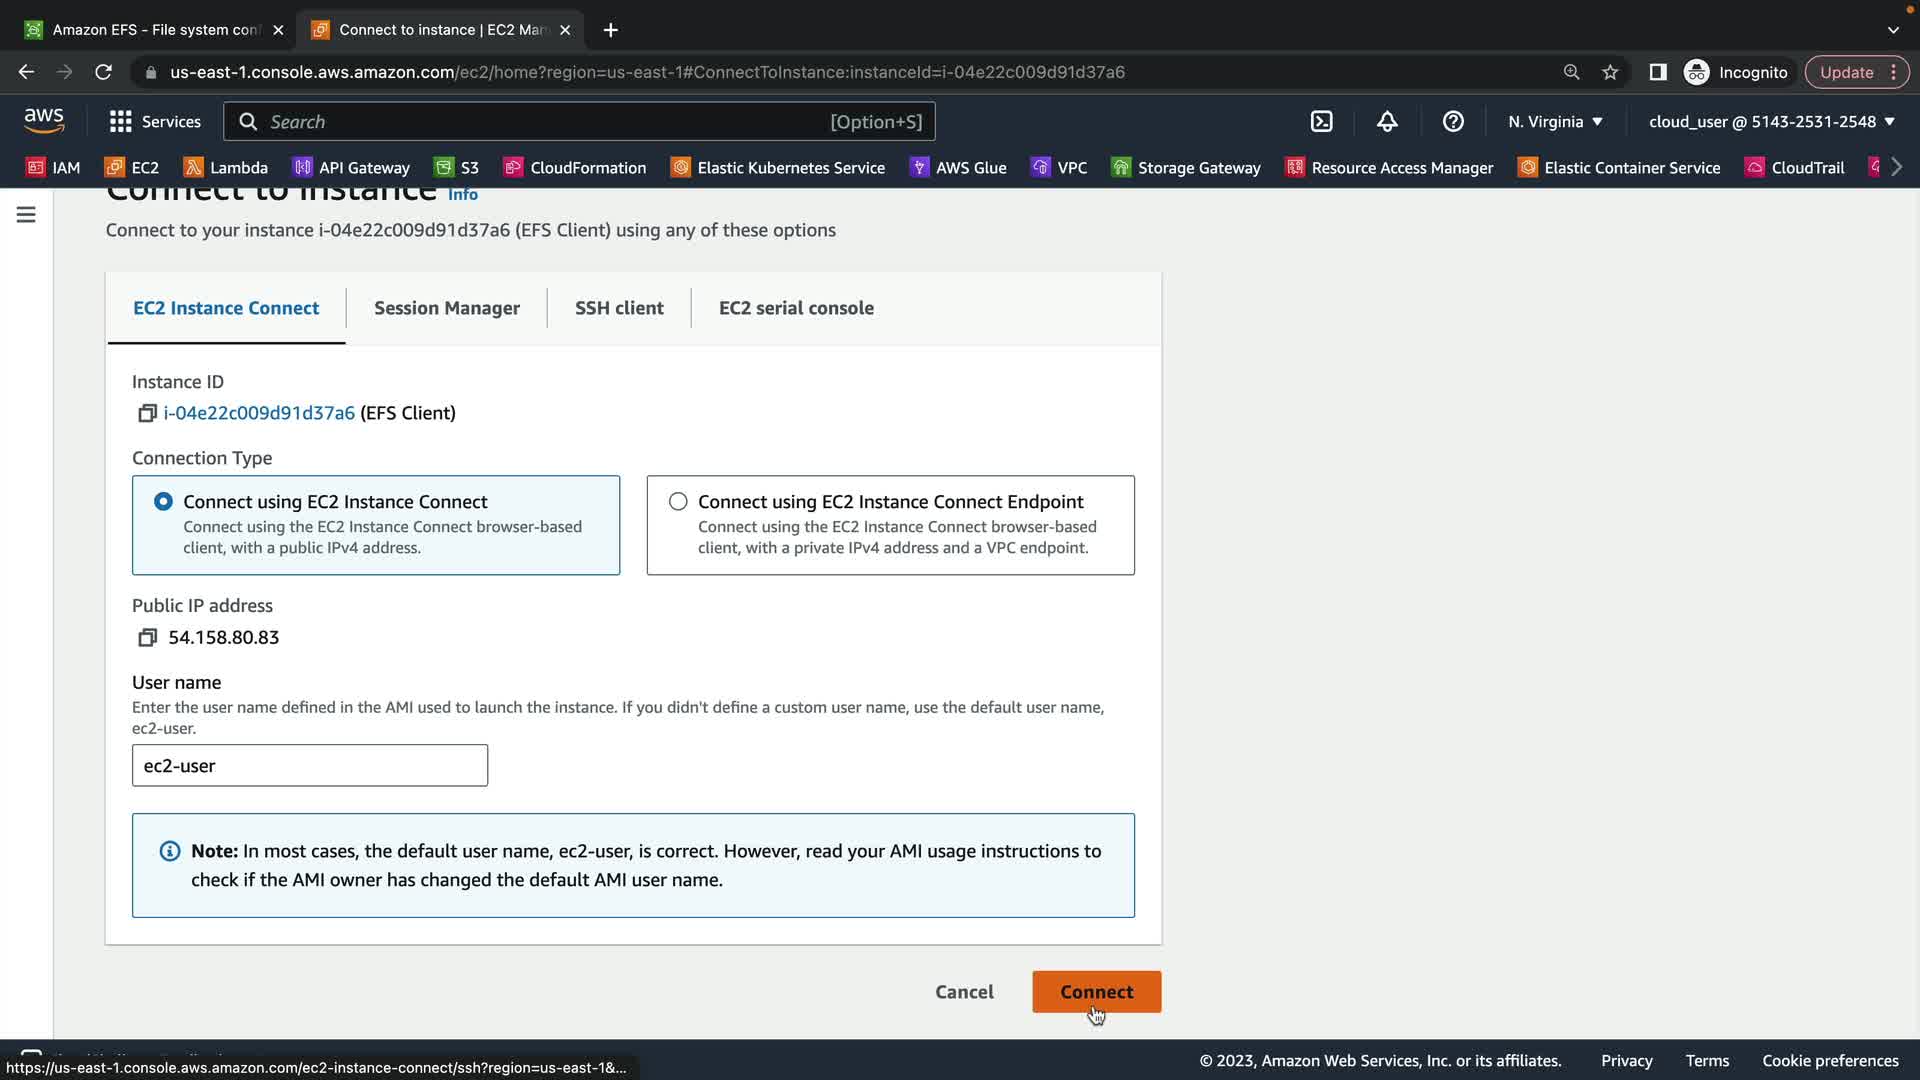 Amazon EFS - File system con
Connect to instance | EC2 Man
us-east-1.console.aws.amazon.com/ec2/home?region=us-east-1#ConnectToInstance:instanceId=i-04e22c009d91d37a6
Incognito
Update
aws
Services
Search
[Option+S]
N. Virginia
cloud_user @ 5143-2531-2548
IAM
EC2
Lambda
API Gateway
S3
CloudFormation
Elastic Kubernetes Service
AWS Glue
VPC
Storage Gateway
Resource Access Manager
Elastic Container Service
CloudTrail
Connect to instance Info
Connect to your instance i-04e22c009d91d37a6 (EFS Client) using any of these options
EC2 Instance Connect
Session Manager
SSH client
EC2 serial console
Instance ID
i-04e22c009d91d37a6 (EFS Client)
Connection Type
Connect using EC2 Instance Connect
Connect using the EC2 Instance Connect browser-based
client, with a public IPv4 address.
Connect using EC2 Instance Connect Endpoint
Connect using the EC2 Instance Connect browser-based
client, with a private IPv4 address and a VPC endpoint.
Public IP address
54.158.80.83
User name
Enter the user name defined in the AMI used to launch the instance. If you didn't define a custom user name, use the default user name,
ec2-user.
ec2-user
Note: In most cases, the default user name, ec2-user, is correct. However, read your AMI usage instructions to
check if the AMI owner has changed the default AMI user name.
Cancel
Connect
https://us-east-1.console.aws.amazon.com/ec2-instance-connect/ssh?region=us-east-1&...
© 2023, Amazon Web Services, Inc. or its affiliates.
Privacy
Terms
Cookie preferences